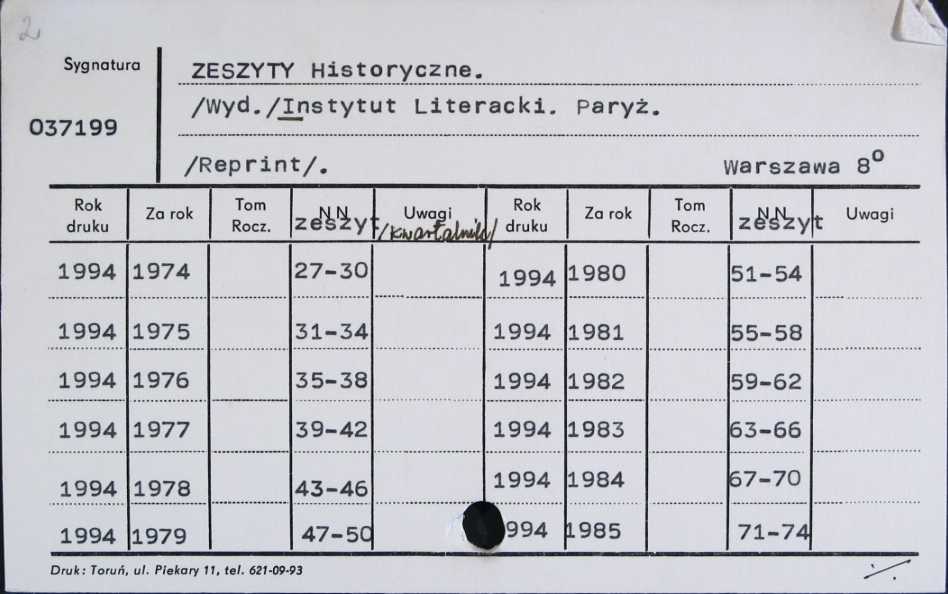 2
Sygnatura
ZESZYTY Historyczne.
/Wyd./Instytut Literacki. Paryż.
037199
/Reprint/. Warszawa 8º
Rok druku Za rok Tom Rocz. NN zeszyt Uwagi /kwartalnik/ Rok druku Za rok Tom Rocz. NN zeszyt Uwagi
1994 1974 27-30 1994 1980 51-54
1994 1975 31-34 1994 1981 55-58
1994 1976 35-38 1994 1982 59-62
1994 1977 39-42 1994 1983 63-66
1994 1978 43-46 1994 1984 67-70
1994 1979 47-50 994 1985 71-74
Druk: Toruń, ul. Piekary 11, tel. 621-09-93